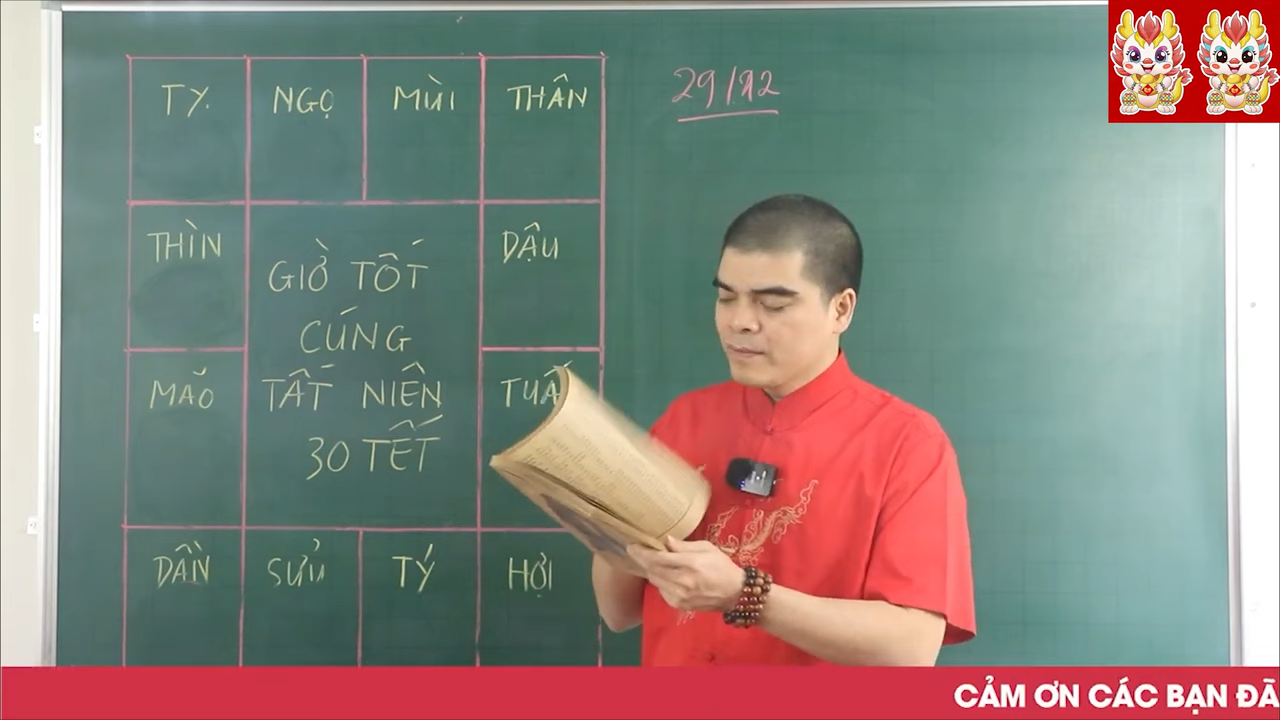 TỴ
NGỌ
MÙI
THÂN
29/12
THÌN
DẬU
GIỜ TỐT
CÚNG
TẤT NIÊN
30 TẾT
MÃO
TUẤ
DẦN
SỬU
TÝ
HỢI
CẢM ƠN CÁC BẠN ĐÃ